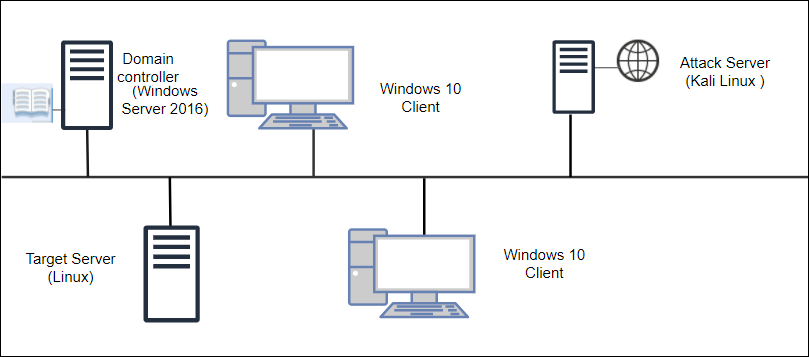 Domain
controller
(Windows
Server 2016)
Windows 10
Client
Attack Server
(Kali Linux )
Target Server
(Linux)
Windows 10
Client